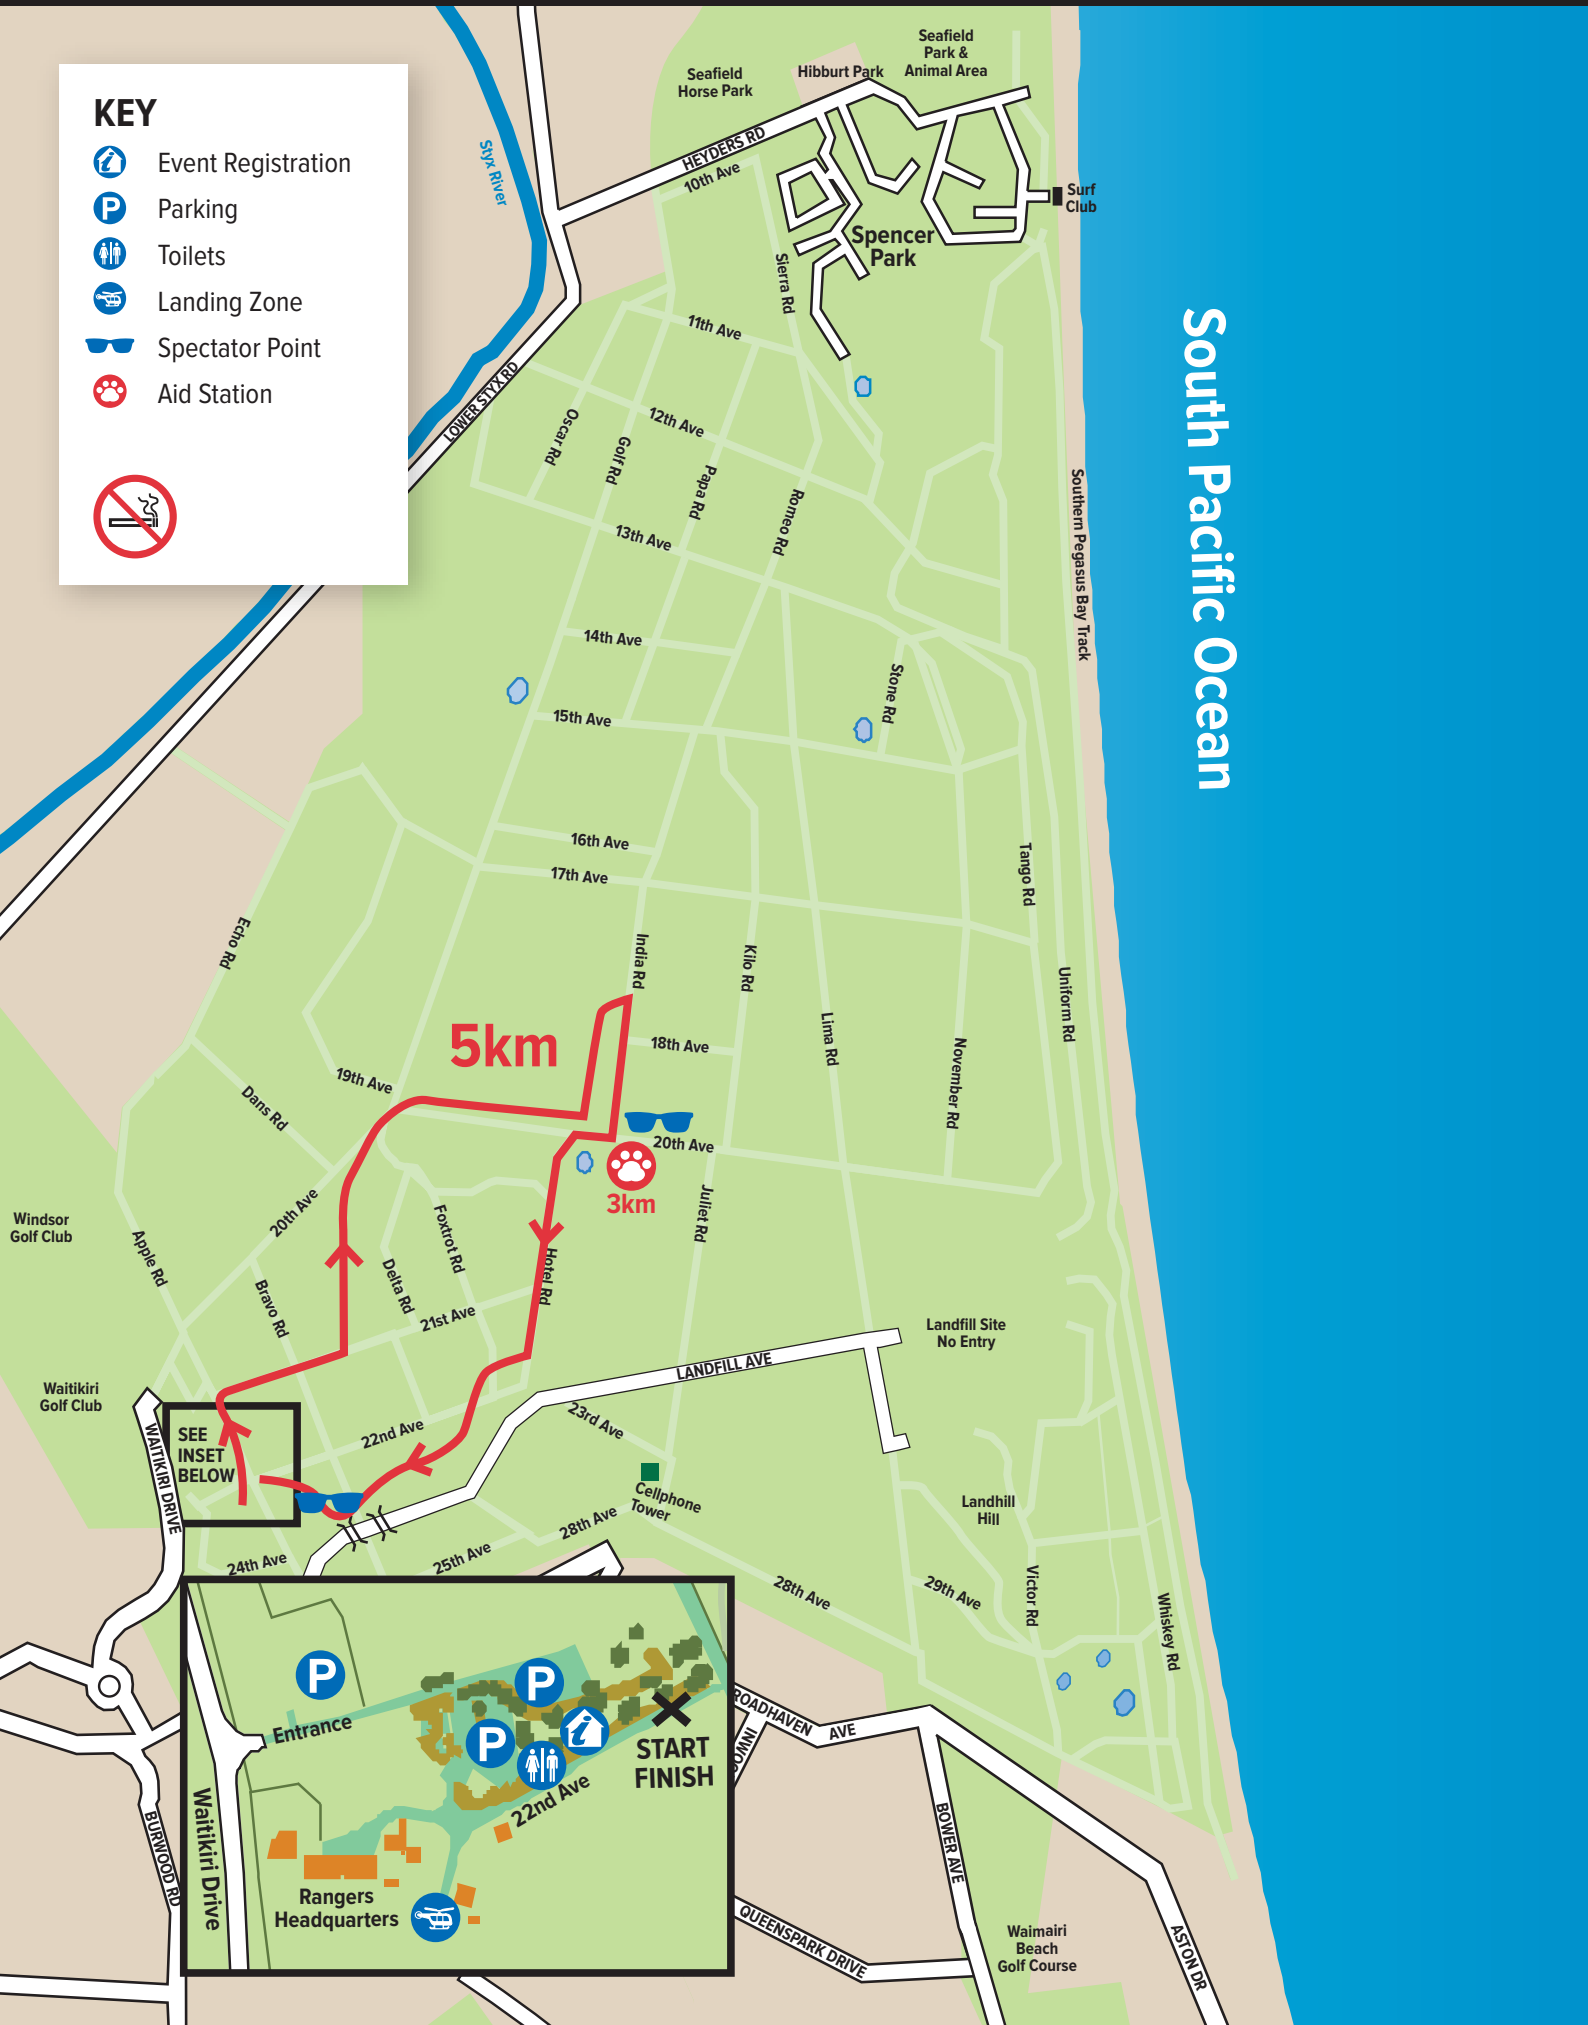 KEY
Event Registration
Parking
Toilets
Landing Zone
Spectator Point
Aid Station
Seafield
Park &
Animal Area
Hibburt Park
Seafield
Horse Park
Styx River
HEYDERS RD
10th Ave
Surf
Club
Spencer
Park
Sierra Rd
11th Ave
LOWER STYX RD
Oscar Rd
Golf Rd
12th Ave
Papa Rd
Romeo Rd
13th Ave
Southern Pegasus Bay Track
South Pacific Ocean
14th Ave
Stone Rd
15th Ave
16th Ave
17th Ave
Tango Rd
Echo Rd
India Rd
Kilo Rd
Uniform Rd
5km
Lima Rd
18th Ave
November Rd
19th Ave
Dans Rd
20th Ave
3km
20th Ave
Juliet Rd
Windsor
Golf Club
Apple Rd
Foxtrot Rd
Delta Rd
Hotel Rd
Bravo Rd
21st Ave
Landfill Site
No Entry
LANDFILL AVE
Waitikiri
Golf Club
WAITIKIRI DRIVE
SEE
INSET
BELOW
22nd Ave
23rd Ave
Cellphone
Tower
Landhill
Hill
28th Ave
24th Ave
25th Ave
28th Ave
29th Ave
Victor Rd
Whiskey Rd
P
P
Entrance
P
i
START
FINISH
22nd Ave
Waitikiri Drive
Rangers
Headquarters
BURWOOD RD
ROADHAVEN AVE
INWOO
BOWER AVE
QUEENSPARK DRIVE
Waimairi
Beach
Golf Course
ASTON DR